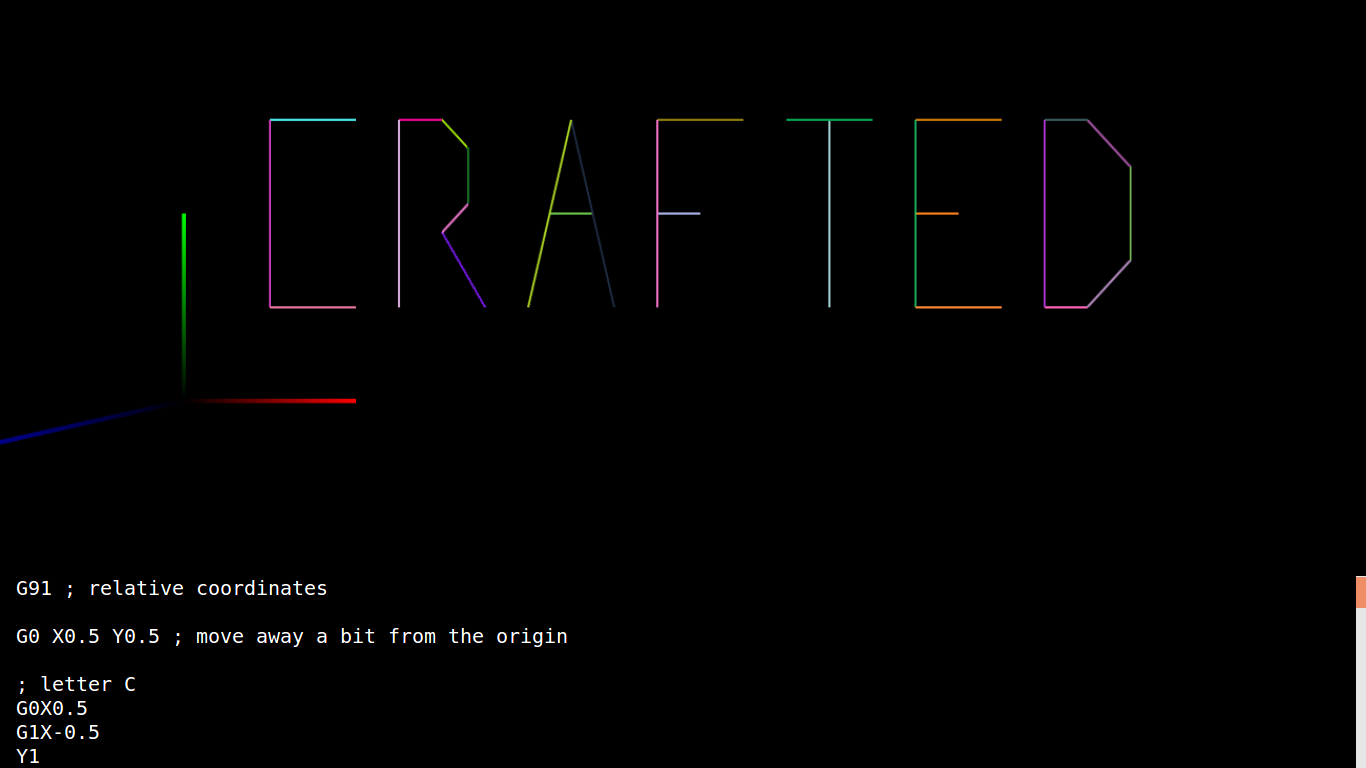 CRAFTED
G91 ; relative coordinates
G0 X0.5 Y0.5 ; move away a bit from the origin
; letter C
G0X0.5
G1X-0.5
Y1